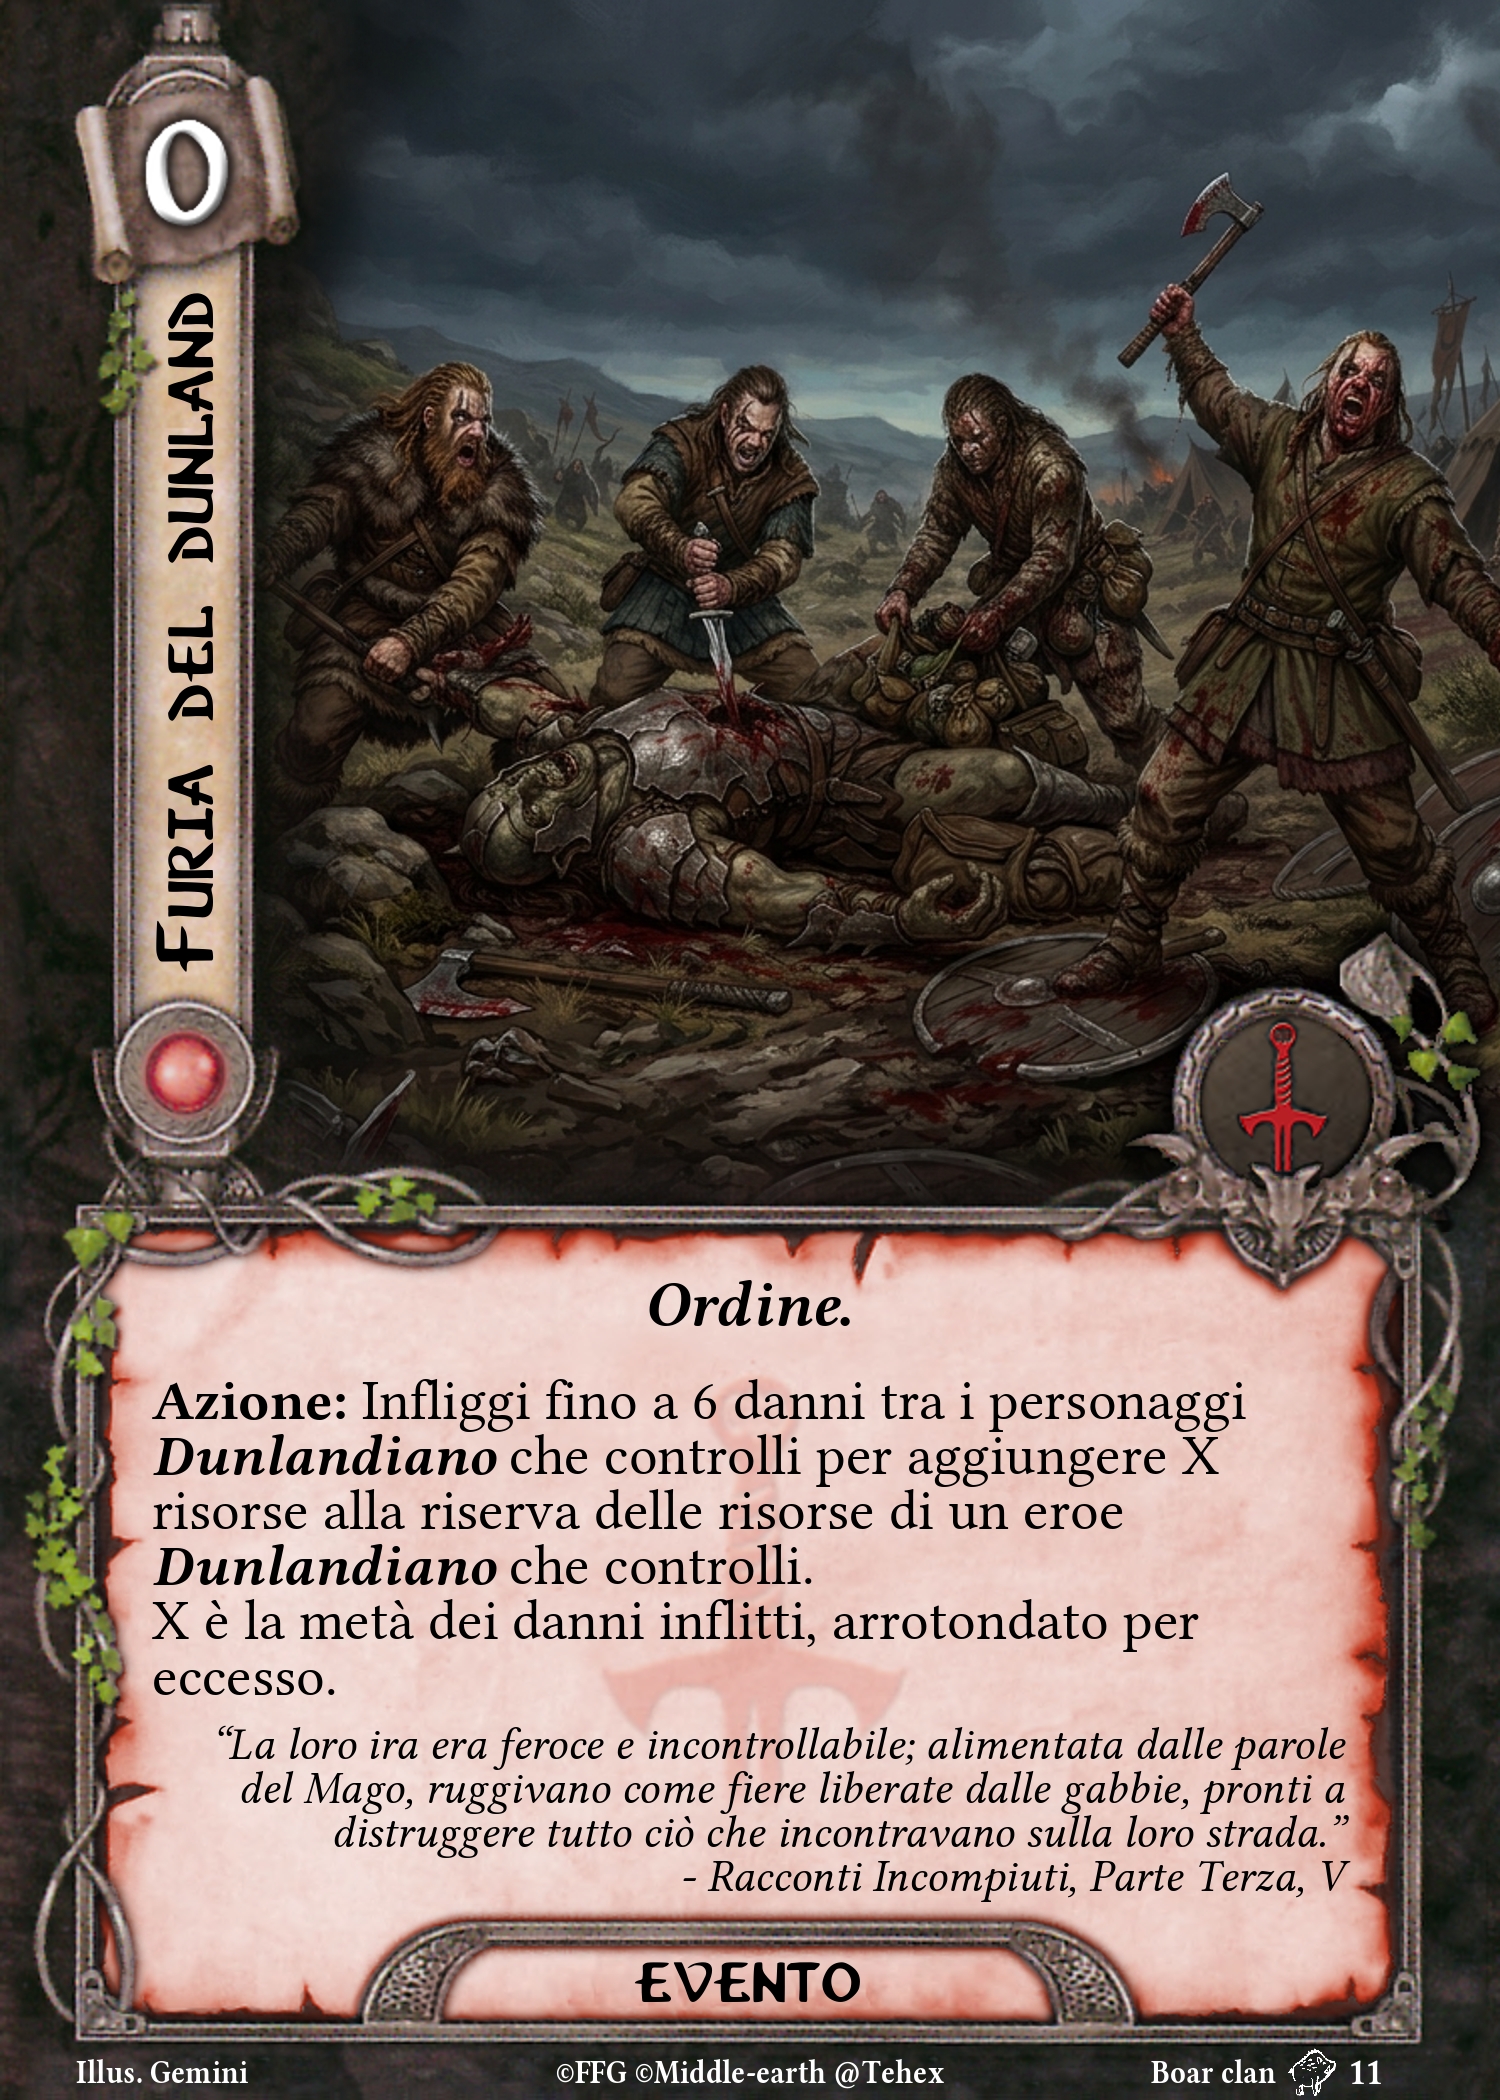 0
FURIA DEL DUNLAND
Ordine.
Azione: Infliggi fino a 6 danni tra i personaggi
Dunlandiano che controlli per aggiungere X
risorse alla riserva delle risorse di un eroe
Dunlandiano che controlli.
X è la metà dei danni inflitti, arrotondato per
eccesso.
“La loro ira era feroce e incontrollabile; alimentata dalle parole
del Mago, ruggivano come fiere liberate dalle gabbie, pronti a
distruggere tutto ciò che incontravano sulla loro strada.”
- Racconti Incompiuti, Parte Terza, V
EVENTO
Illus. Gemini ©FFG ©Middle-earth @Tehex Boar clan 11